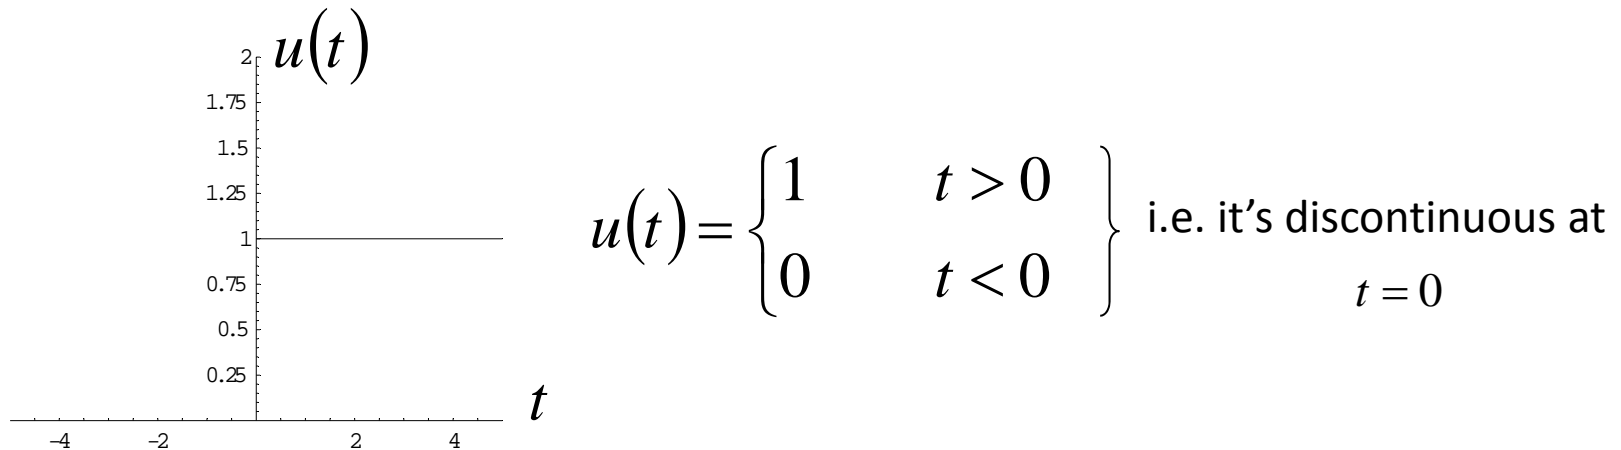 u(t)
2
1.75
1.5
1.25
1
0.75
0.5
0.25
-4 -2 2 4
t
u(t) = { 1 t > 0
0 t < 0 }
i.e. it’s discontinuous at
t = 0